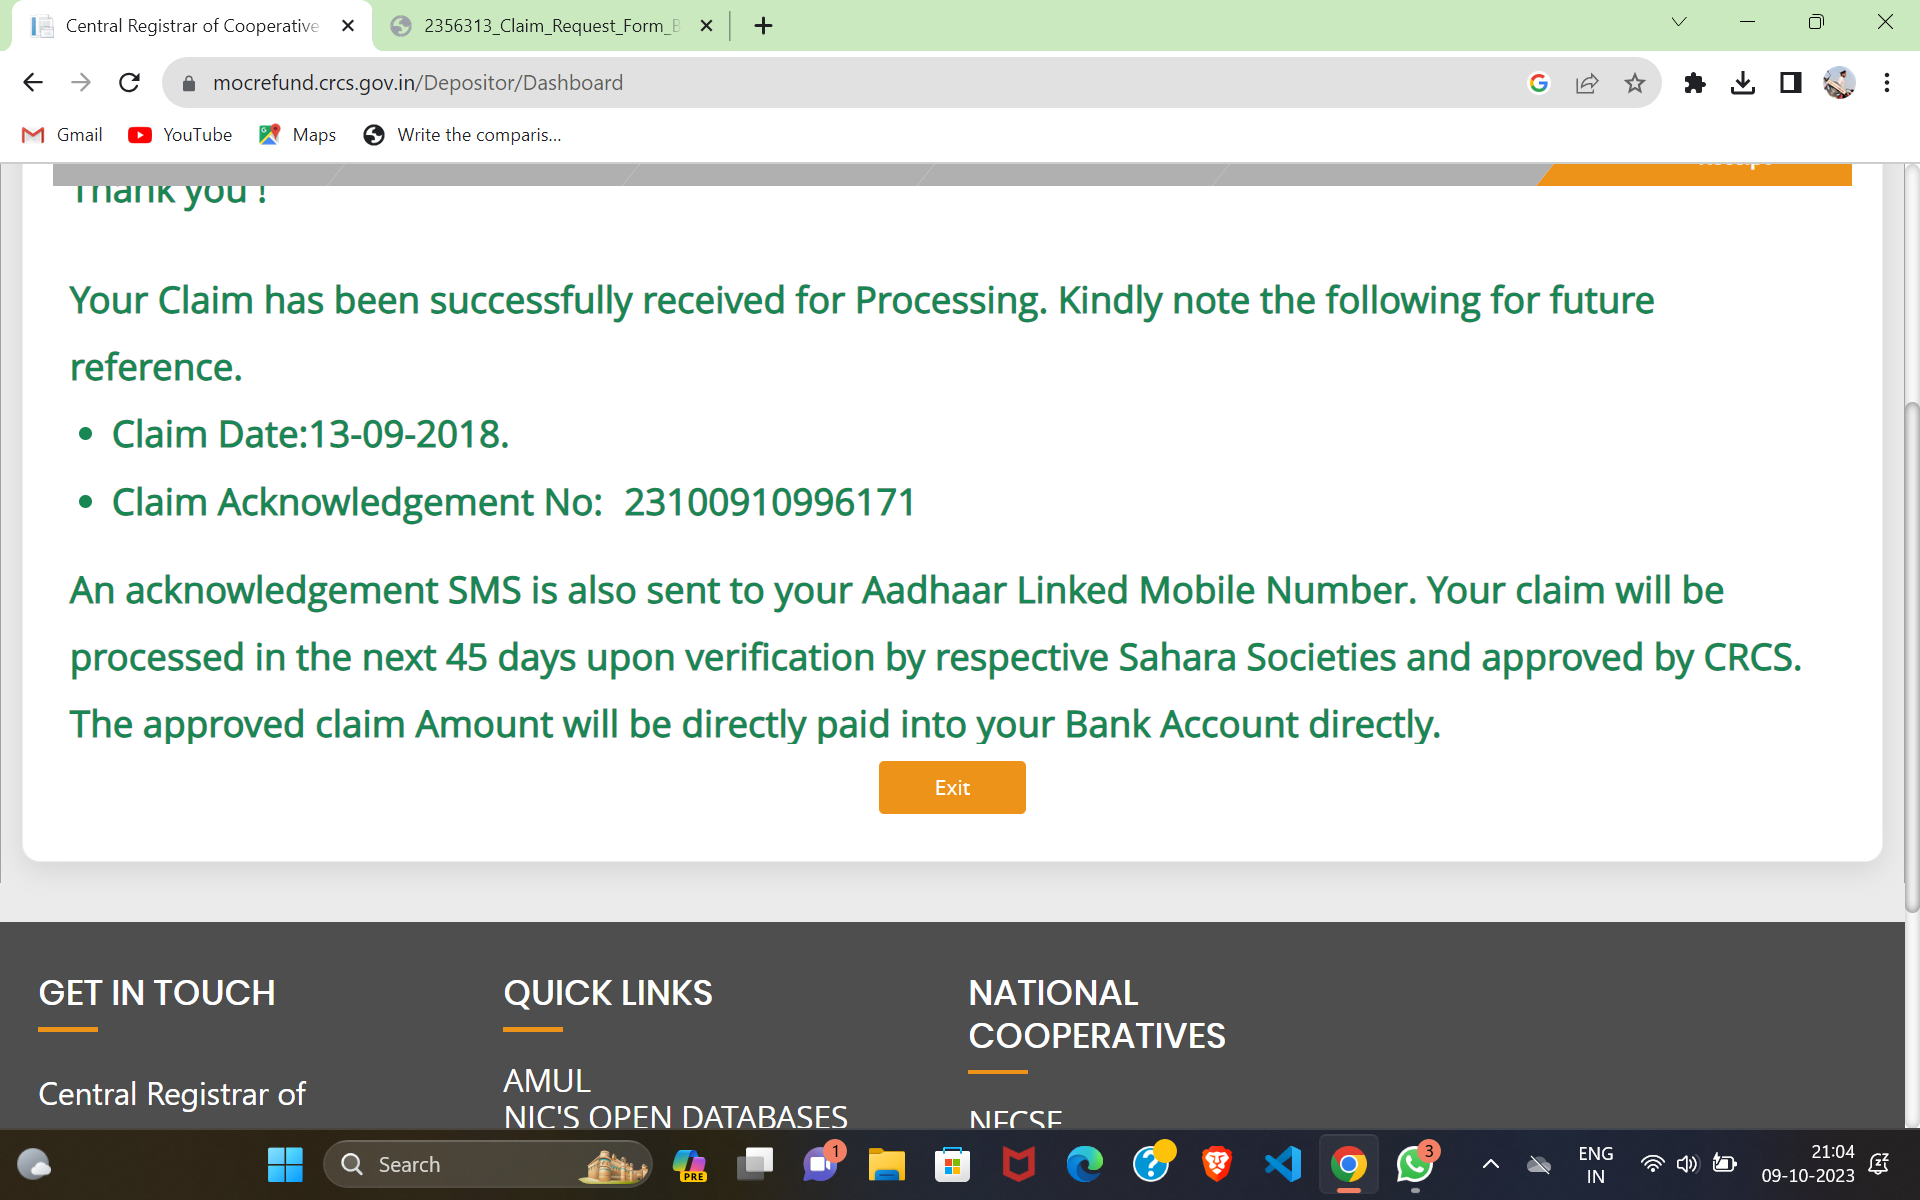 Central Registrar of Cooperative
2356313_Claim_Request_Form_B
mocrefund.crcs.gov.in/Depositor/Dashboard
Gmail
YouTube
Maps
Write the comparis...
Thank you !
Your Claim has been successfully received for Processing. Kindly note the following for future
reference.
• Claim Date:13-09-2018.
• Claim Acknowledgement No: 23100910996171
An acknowledgement SMS is also sent to your Aadhaar Linked Mobile Number. Your claim will be
processed in the next 45 days upon verification by respective Sahara Societies and approved by CRCS.
The approved claim Amount will be directly paid into your Bank Account directly.
Exit
GET IN TOUCH
Central Registrar of
QUICK LINKS
AMUL
NIC'S OPEN DATABASES
NATIONAL
COOPERATIVES
Search
PRE
1
3
ENG
IN
21:04
09-10-2023